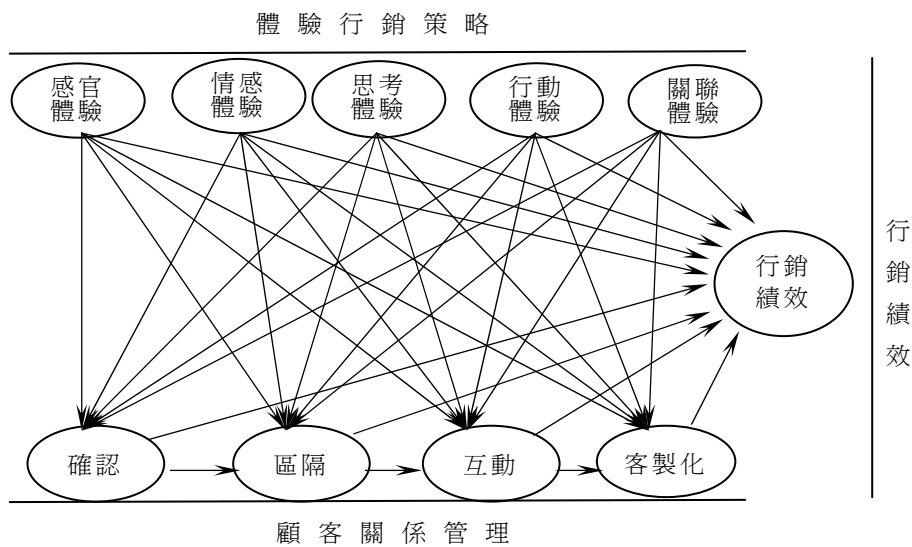 體驗行銷策略
感官
體驗
情感
體驗
思考
體驗
行動
體驗
關聯
體驗
行銷
績效
行
銷
績
效
確認
區隔
互動
客製化
顧客關係管理